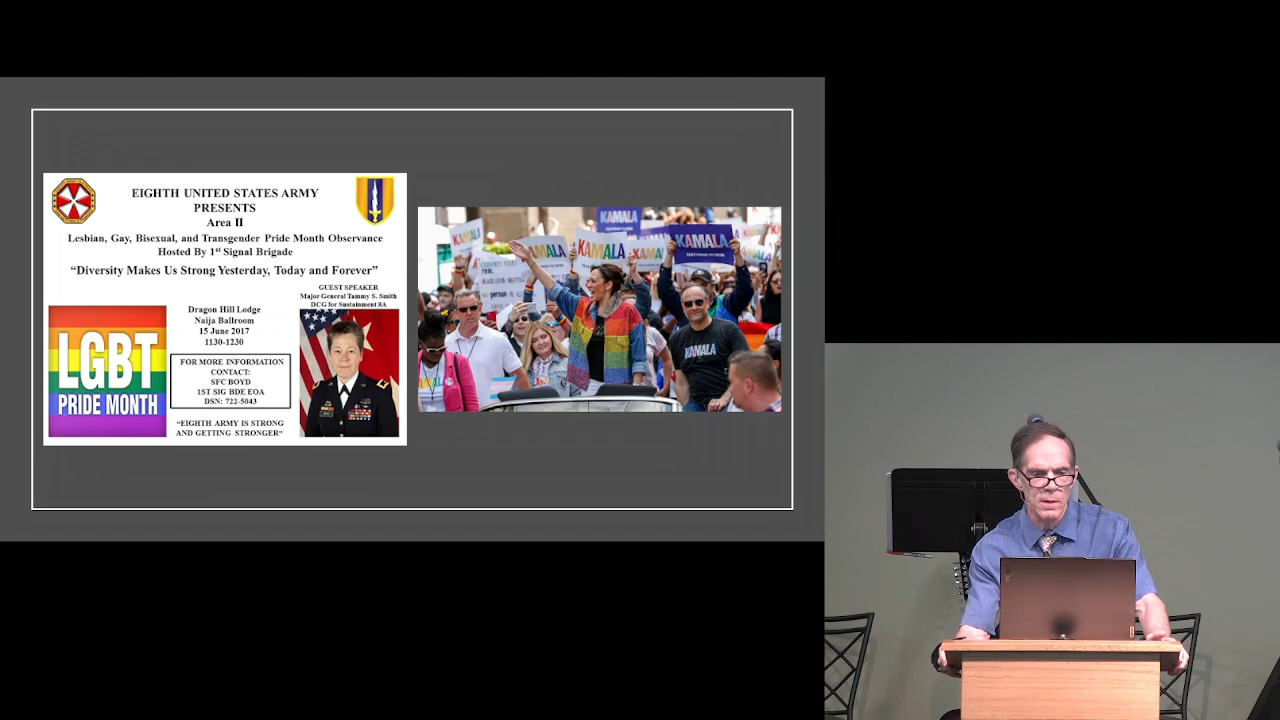 EIGHTH UNITED STATES ARMY
PRESENTS
Area II
Lesbian, Gay, Bisexual, and Transgender Pride Month Observance
Hosted By 1st Signal Brigade
“Diversity Makes Us Strong Yesterday, Today and Forever”
GUEST SPEAKER
Major General Tammy S. Smith
DCG for Sustainment 8A
Dragon Hill Lodge
Naija Ballroom
15 June 2017
1130-1230
LGBT
PRIDE MONTH
FOR MORE INFORMATION
CONTACT:
SFC BOYD
1ST SIG BDE EOA
DSN: 722-5043
“EIGHTH ARMY IS STRONG
AND GETTING STRONGER”
KAMALA
KAMALA
KAMALA
KAMALA
KAMALA